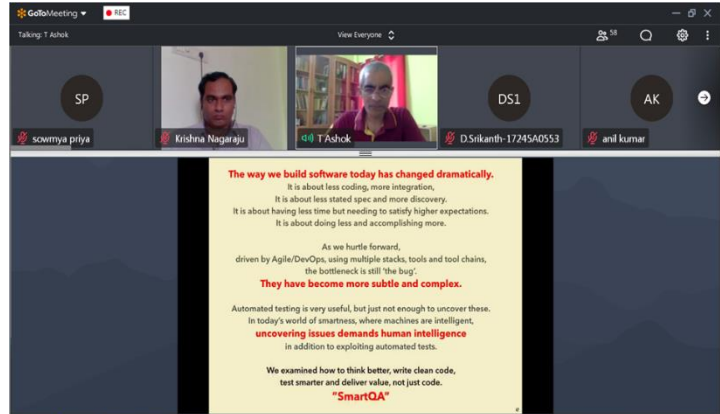 GoToMeeting
REC
Talking: T Ashok
View Everyone
58
SP
sowmya priya
Krishna Nagaraju
T Ashok
DS1
D.Srikanth-17245A0553
AK
anil kumar
The way we build software today has changed dramatically.
It is about less coding, more integration,
It is about less stated spec and more discovery.
It is about having less time but needing to satisfy higher expectations.
It is about doing less and accomplishing more.
As we hurtle forward,
driven by Agile/DevOps, using multiple stacks, tools and tool chains,
the bottleneck is still 'the bug'.
They have become more subtle and complex.
Automated testing is very useful, but just not enough to uncover these.
In today's world of smartness, where machines are intelligent,
uncovering issues demands human intelligence
in addition to exploiting automated tests.
We examined how to think better, write clean code,
test smarter and deliver value, not just code.
"SmartQA"